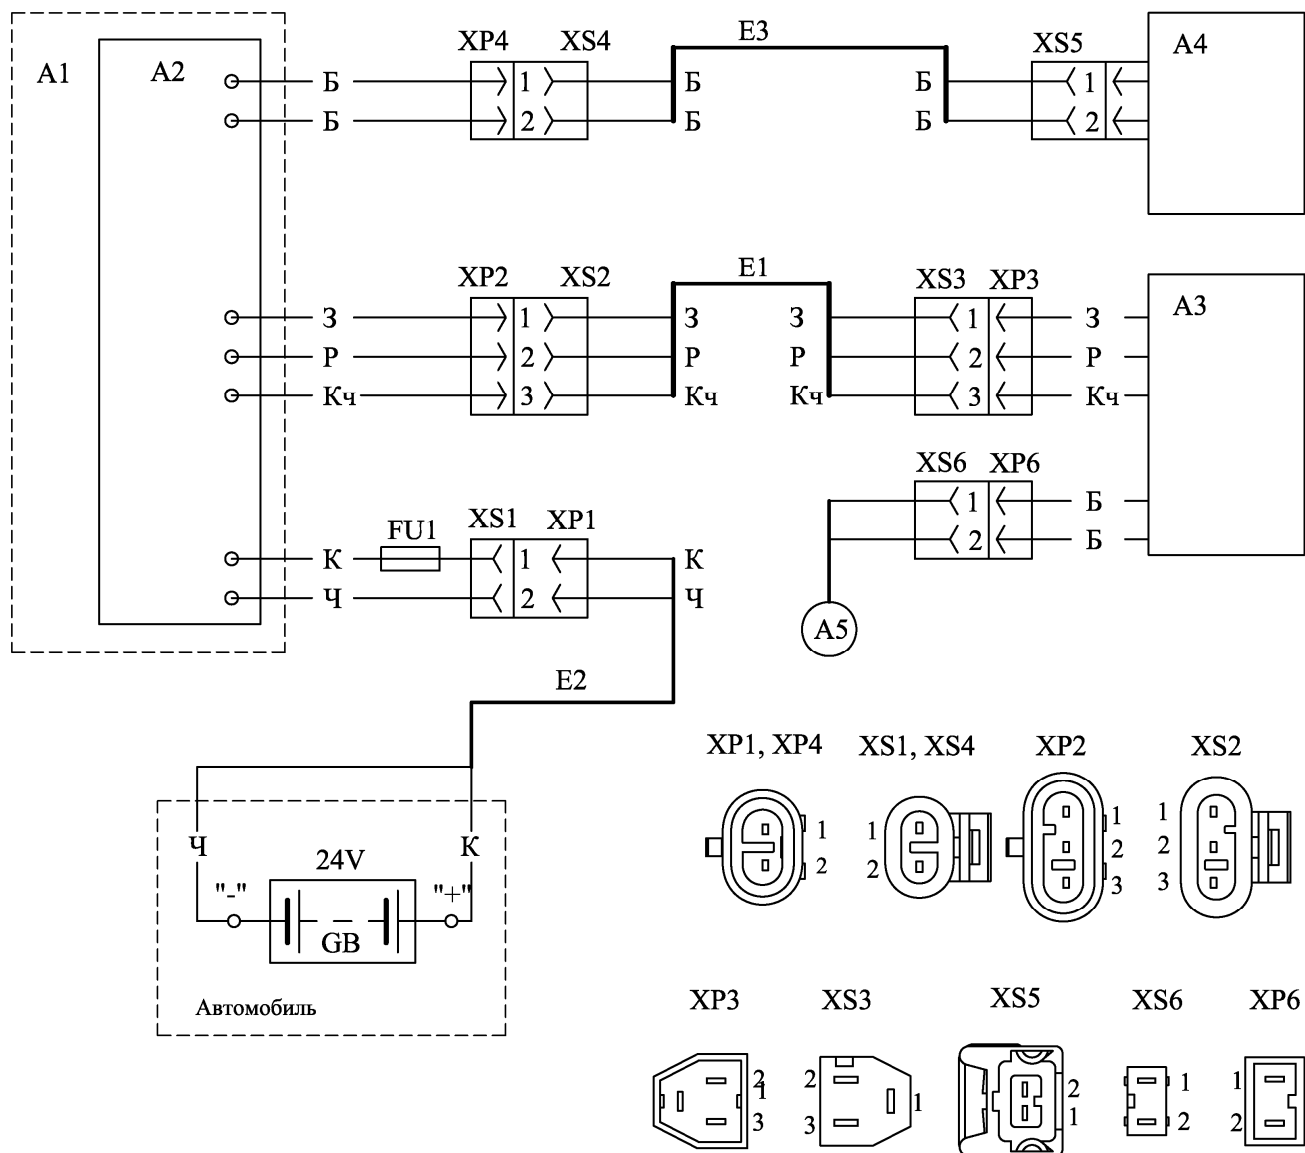 E3
XP4 XS4 XS5 A4
A1 A2
Б 1 Б Б 1
Б 2 Б Б 2
XP2 XS2 E1 XS3 XP3 A3
З 1 З З 1 З
Р 2 Р Р 2 Р
Кч 3 Кч Кч 3 Кч
XS6 XP6
1 Б
2 Б
FU1 XS1 XP1
К 1 К
Ч 2 Ч
A5
E2
XP1, XP4 XS1, XS4 XP2 XS2
1 1 1 1
2 2 2 2
3 3
Ч 24V К
"-" "+"
GB
Автомобиль
XP3 XS3 XS5 XS6 XP6
2 2 2 1 1
1 1 1
3 3 2 2